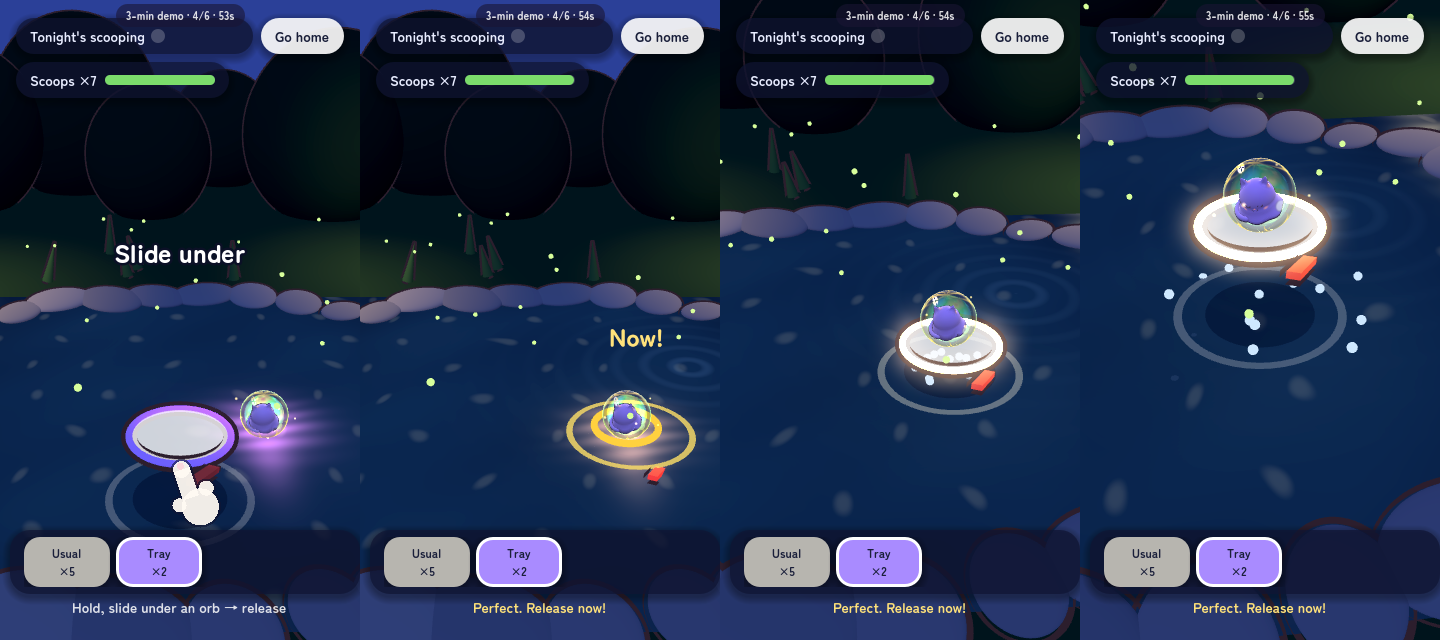 3-min demo · 4/6 · 53s
Tonight's scooping
Go home
Scoops ×7
Slide under
Usual
×5
Tray
×2
Hold, slide under an orb → release
3-min demo · 4/6 · 54s
Tonight's scooping
Go home
Scoops ×7
Now!
Usual
×5
Tray
×2
Perfect. Release now!
3-min demo · 4/6 · 54s
Tonight's scooping
Go home
Scoops ×7
Usual
×5
Tray
×2
Perfect. Release now!
3-min demo · 4/6 · 55s
Tonight's scooping
Go home
Scoops ×7
Usual
×5
Tray
×2
Perfect. Release now!